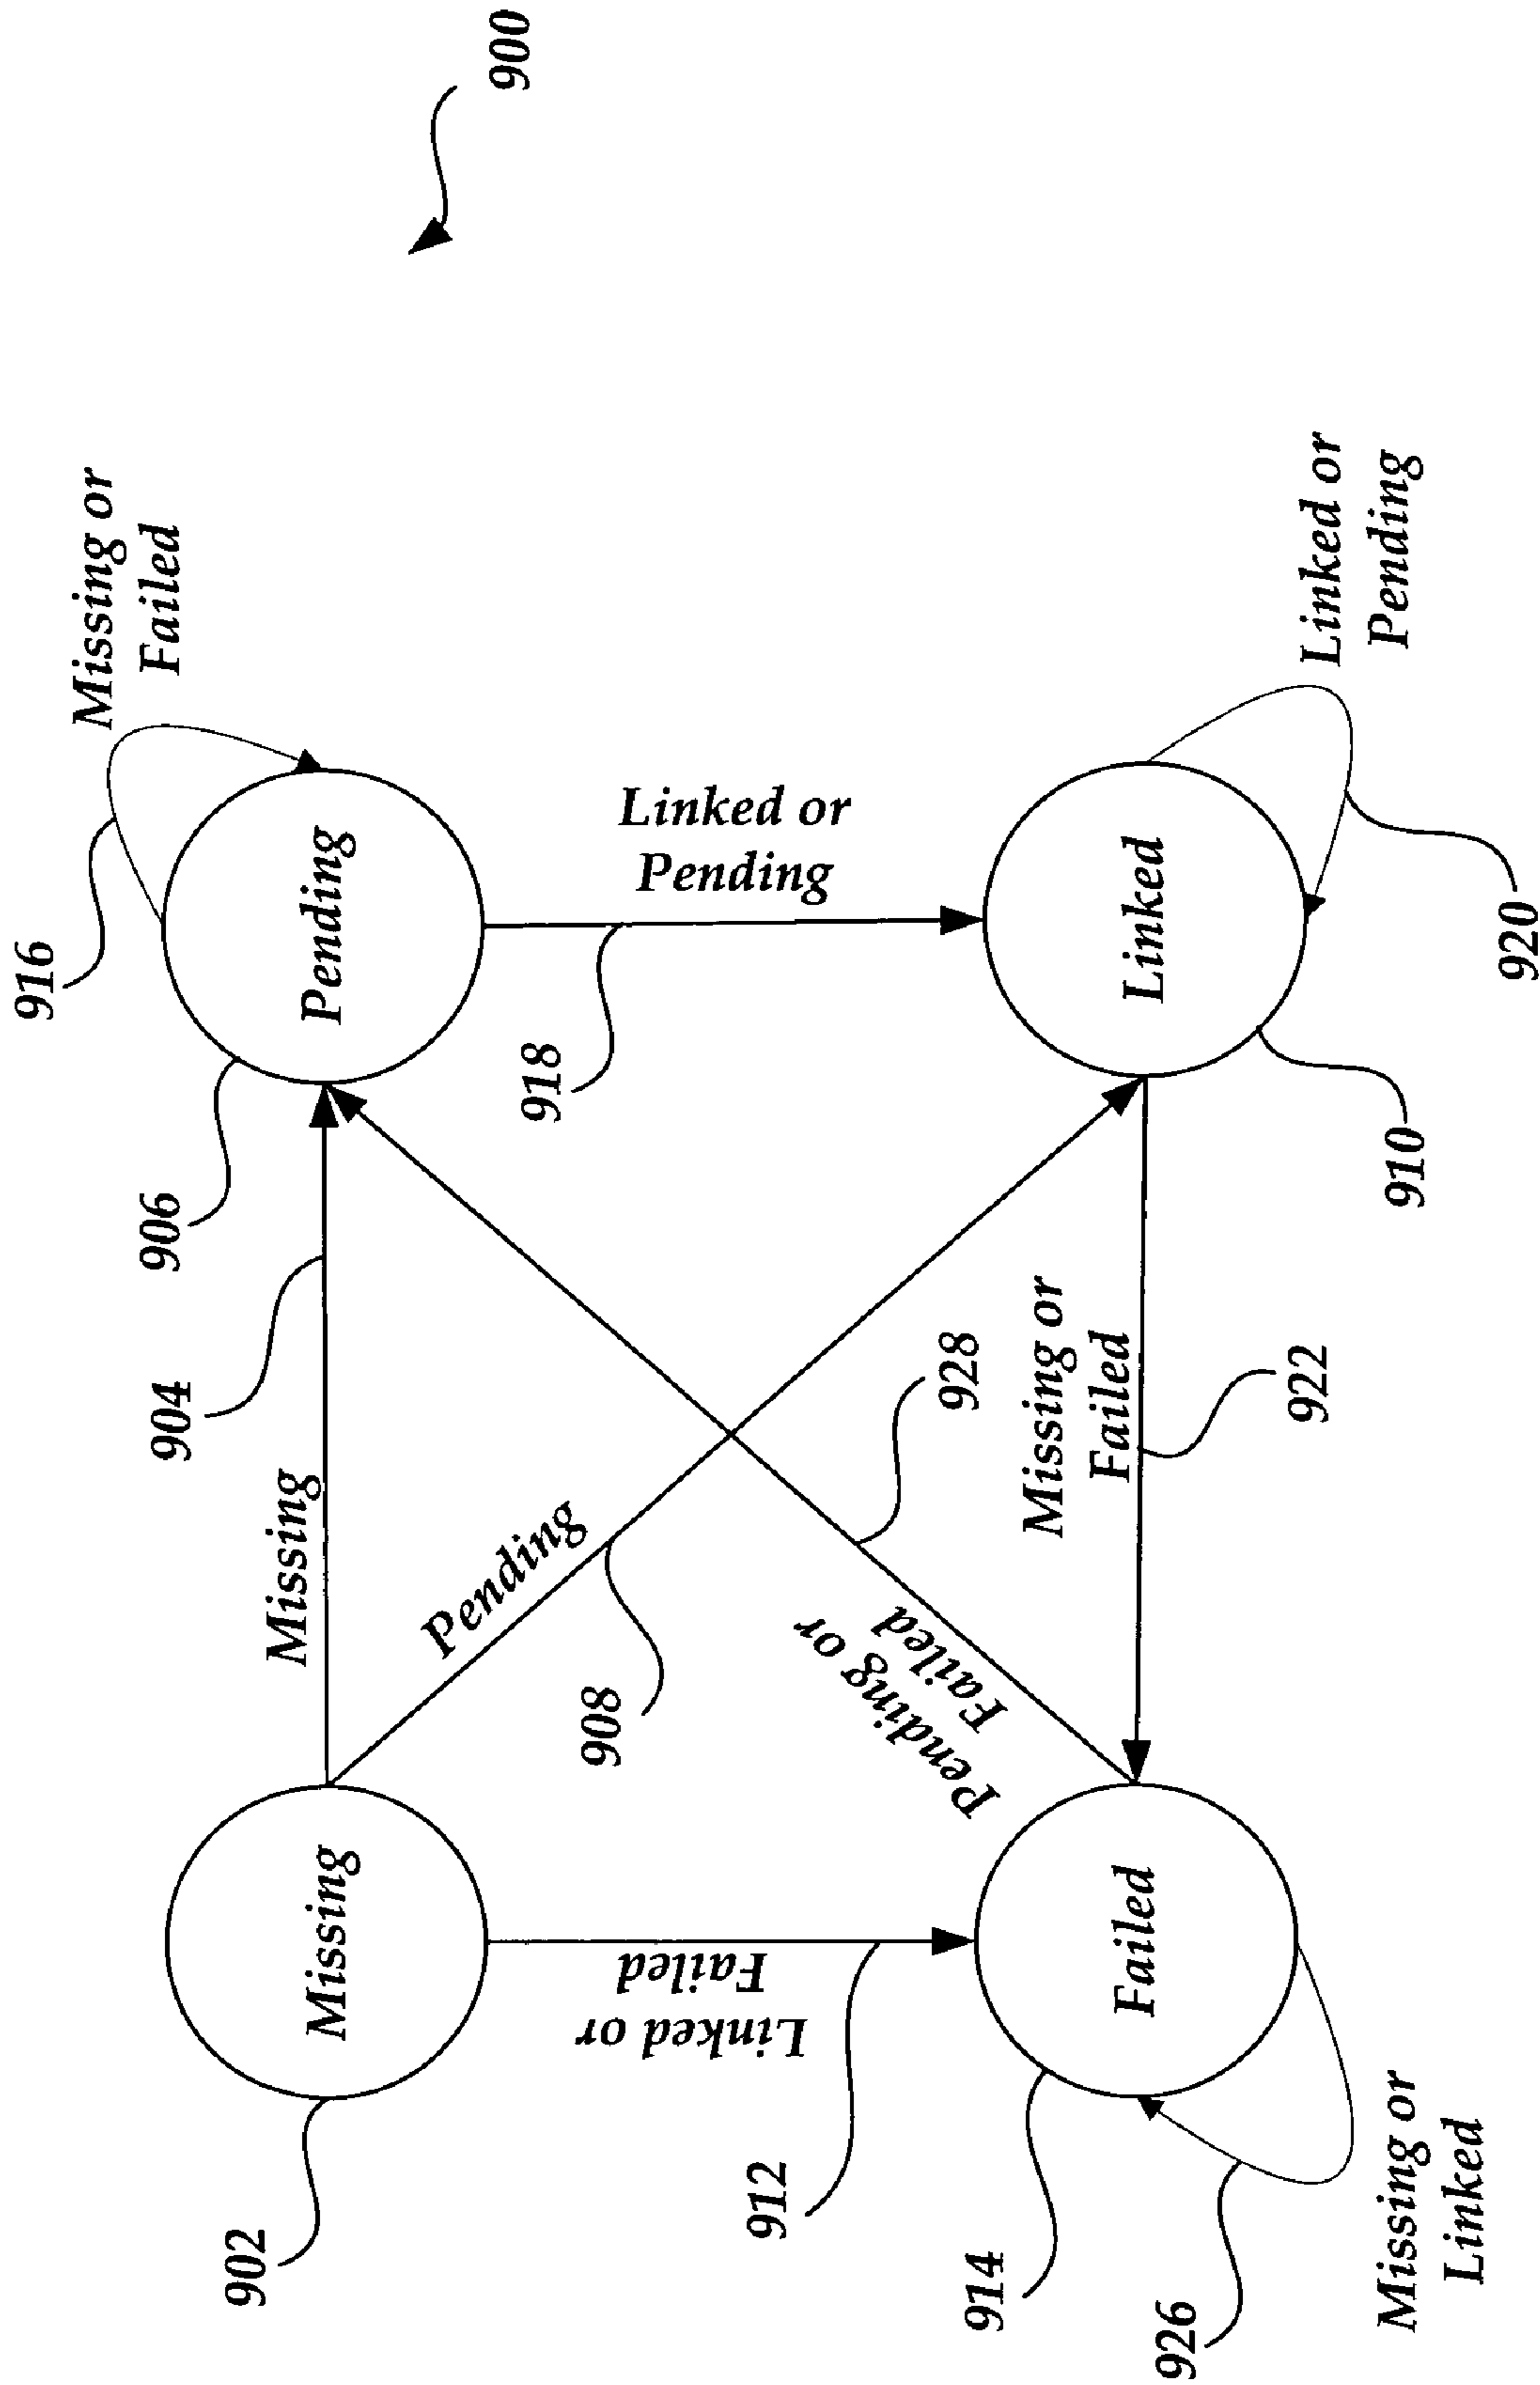 902
Missing
Missing
904
906
Pending
916
Missing or
Failed
900
Pending
908
Linked or
Failed
912
918
Linked or
Pending
Pending or
Failed
928
914
Failed
926
Missing or
Linked
Missing or
Failed
922
Linked
910
920
Linked or
Pending